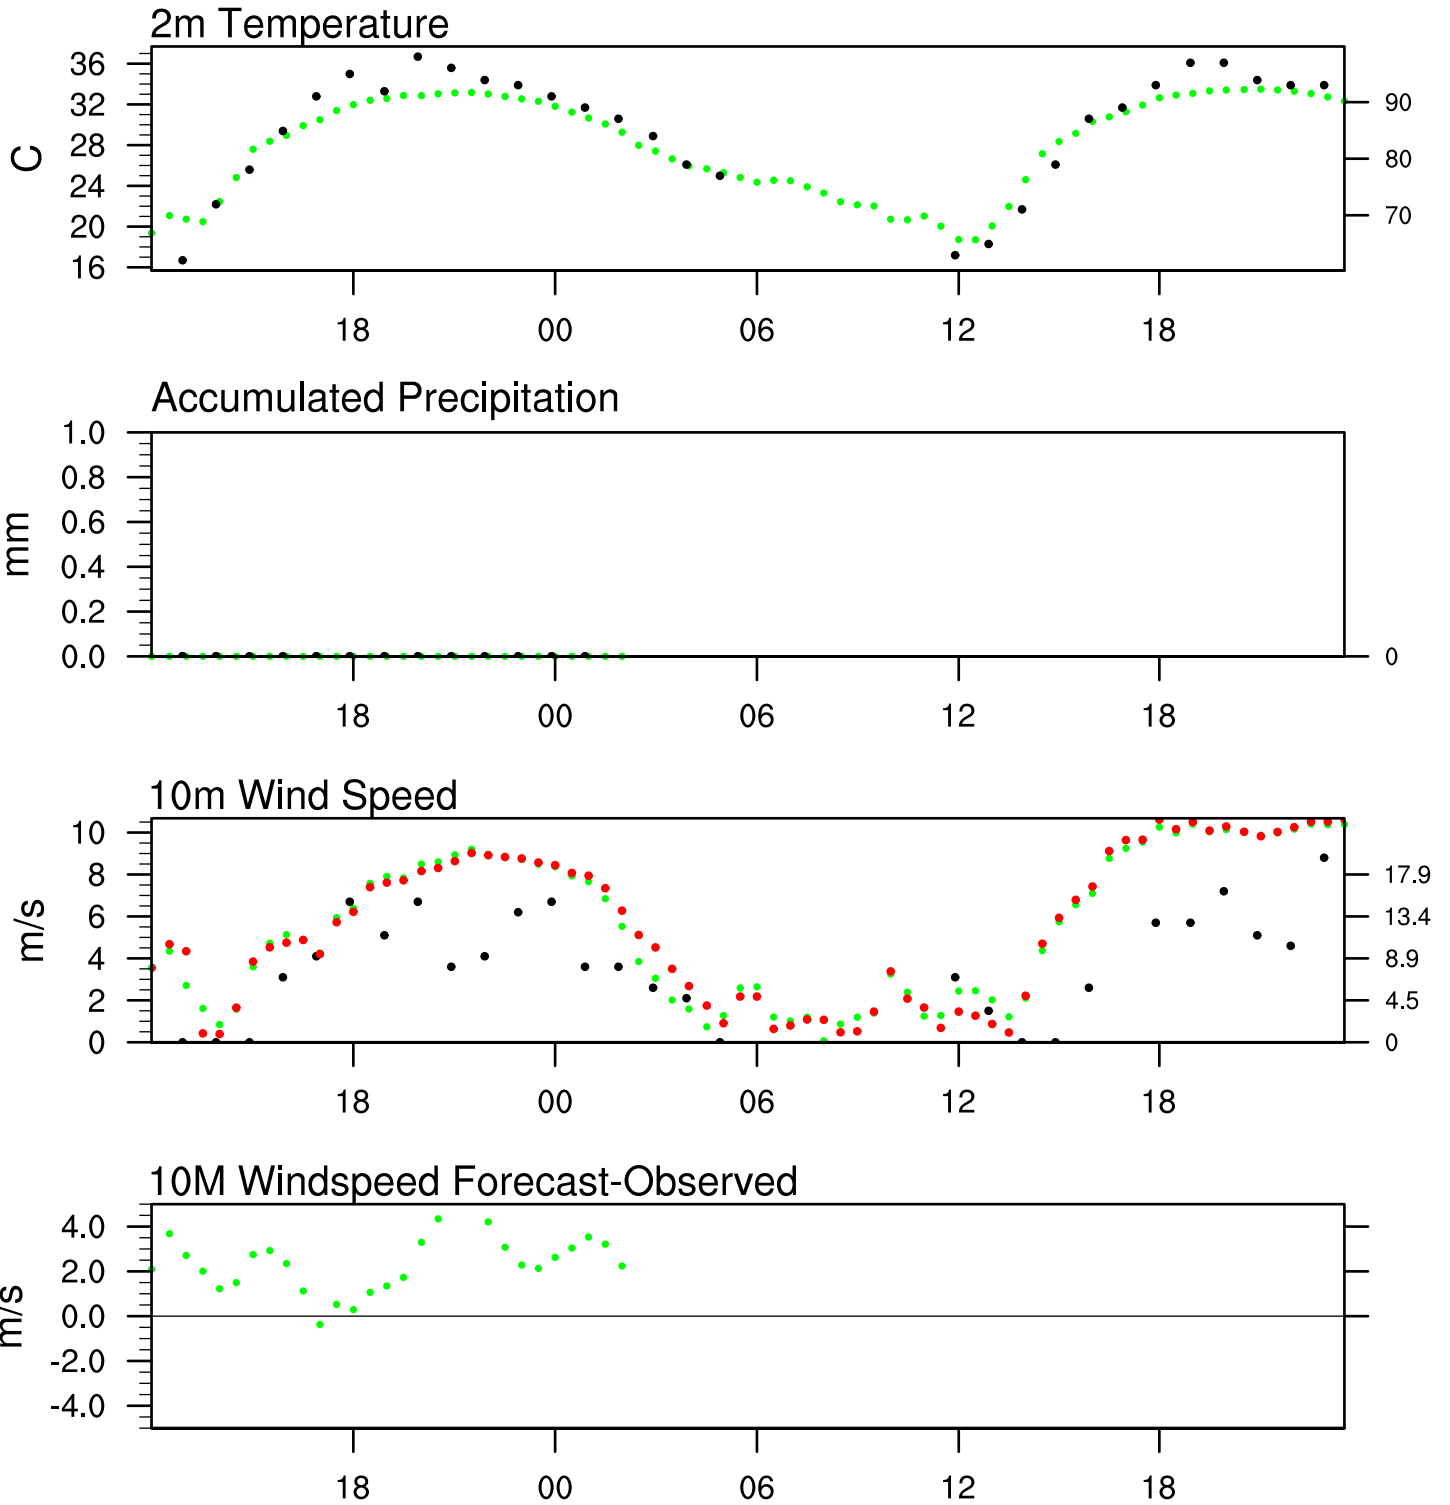 2m Temperature
36
32
28
24
20
16
C
90
80
70
18 00 06 12 18
Accumulated Precipitation
1.0
0.8
0.6
0.4
0.2
0.0
mm
0
18 00 06 12 18
10m Wind Speed
10
8
6
4
2
0
m/s
17.9
13.4
8.9
4.5
0
18 00 06 12 18
10M Windspeed Forecast-Observed
4.0
2.0
0.0
-2.0
-4.0
m/s
18 00 06 12 18